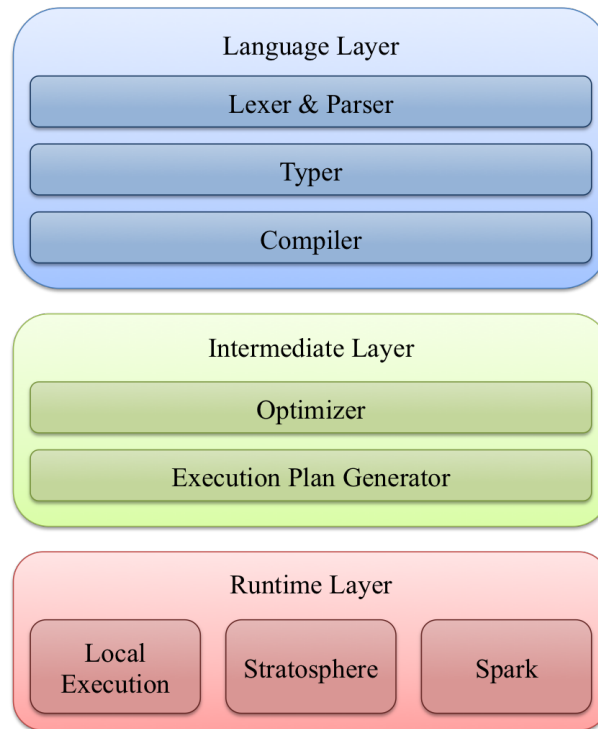 Language Layer
Lexer & Parser
Typer
Compiler
Intermediate Layer
Optimizer
Execution Plan Generator
Runtime Layer
Local
Execution
Stratosphere
Spark